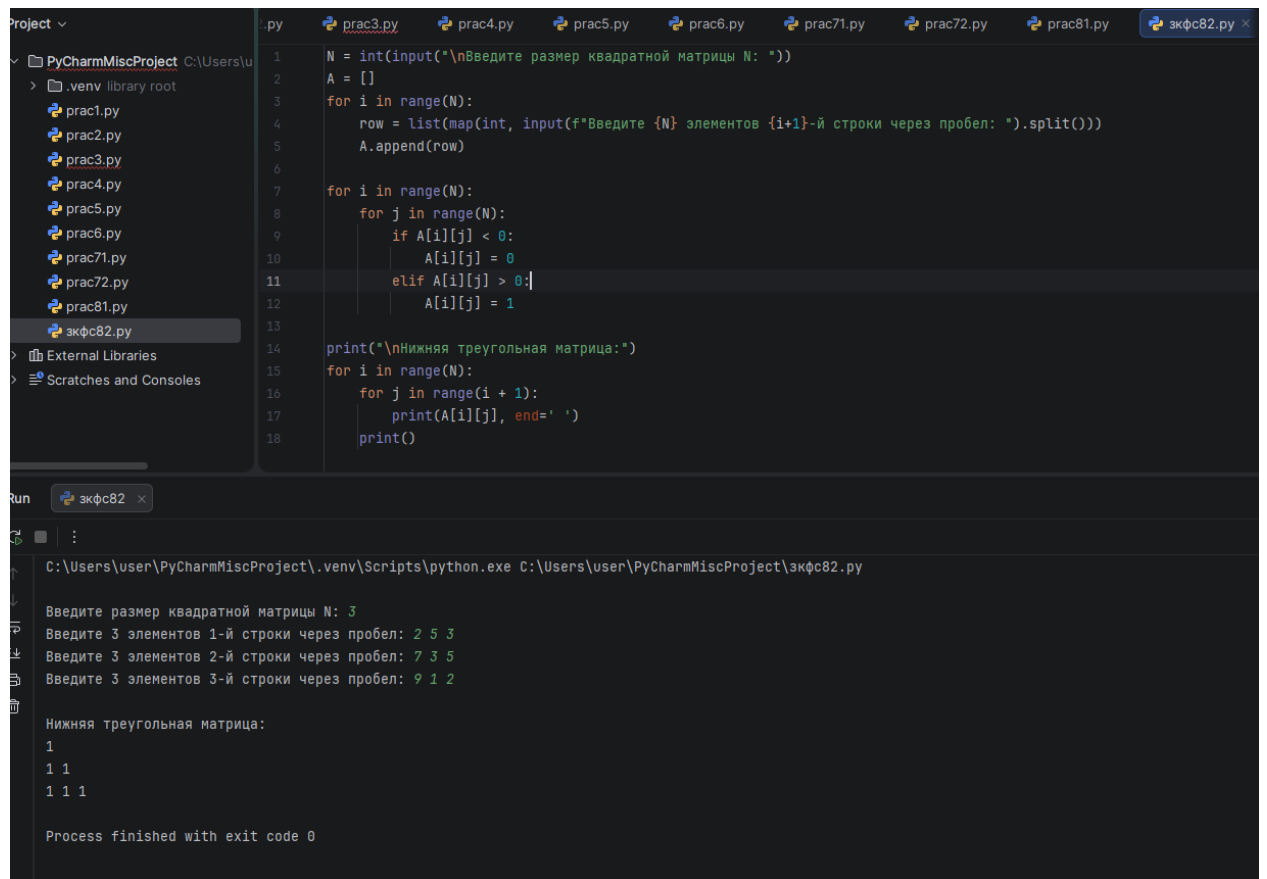 Project
.py prac3.py prac4.py prac5.py prac6.py prac71.py prac72.py prac81.py зкфс82.py
PyCharmMiscProject C:\Users\u
.venv library root
prac1.py
prac2.py
prac3.py
prac4.py
prac5.py
prac6.py
prac71.py
prac72.py
prac81.py
зкфс82.py
External Libraries
Scratches and Consoles
1 N = int(input("\nВведите размер квадратной матрицы N: "))
2 A = []
3 for i in range(N):
4 row = list(map(int, input(f"Введите {N} элементов {i+1}-й строки через пробел: ").split()))
5 A.append(row)
6
7 for i in range(N):
8 for j in range(N):
9 if A[i][j] < 0:
10 A[i][j] = 0
11 elif A[i][j] > 0:
12 A[i][j] = 1
13
14 print("\nНижняя треугольная матрица:")
15 for i in range(N):
16 for j in range(i + 1):
17 print(A[i][j], end=' ')
18 print()
Run зкфс82
C:\Users\user\PyCharmMiscProject\.venv\Scripts\python.exe C:\Users\user\PyCharmMiscProject\зкфс82.py
Введите размер квадратной матрицы N: 3
Введите 3 элементов 1-й строки через пробел: 2 5 3
Введите 3 элементов 2-й строки через пробел: 7 3 5
Введите 3 элементов 3-й строки через пробел: 9 1 2
Нижняя треугольная матрица:
1
1 1
1 1 1
Process finished with exit code 0